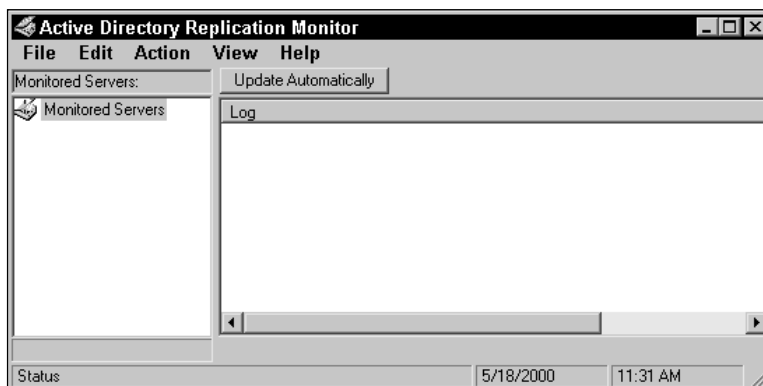 Active Directory Replication Monitor
File Edit Action View Help
Monitored Servers: Update Automatically
Monitored Servers Log
Status 5/18/2000 11:31 AM